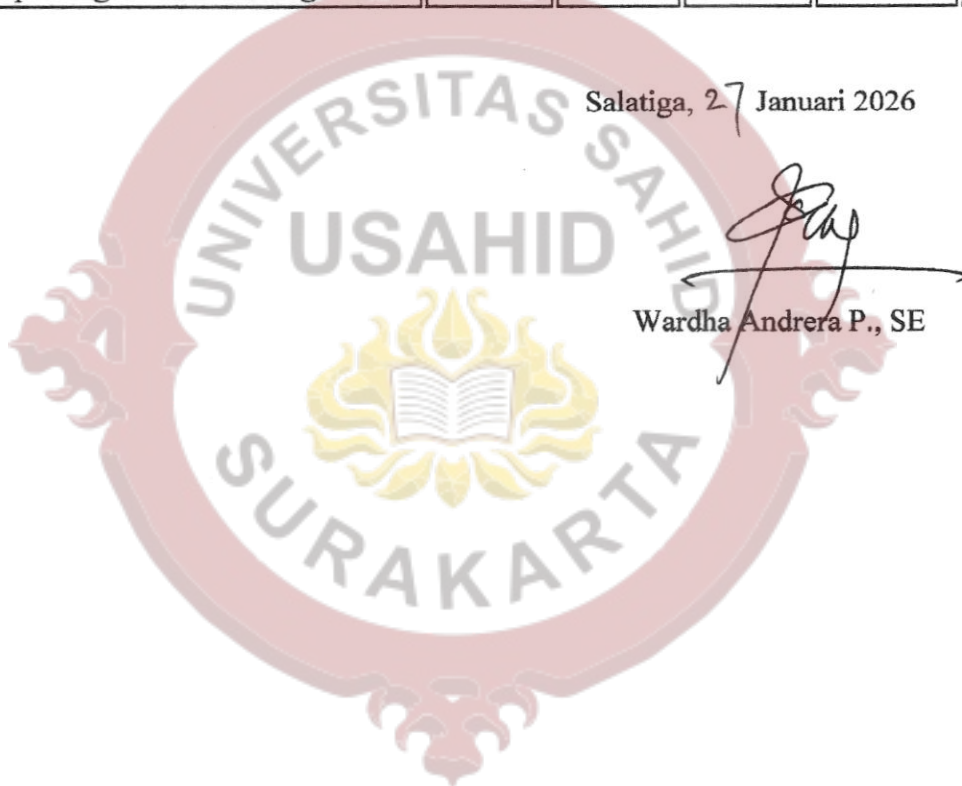 Salatiga, 27 Januari 2026
UNIVERSITAS SAHID
USAHID
Wardha Andrera P., SE
SURAKARTA